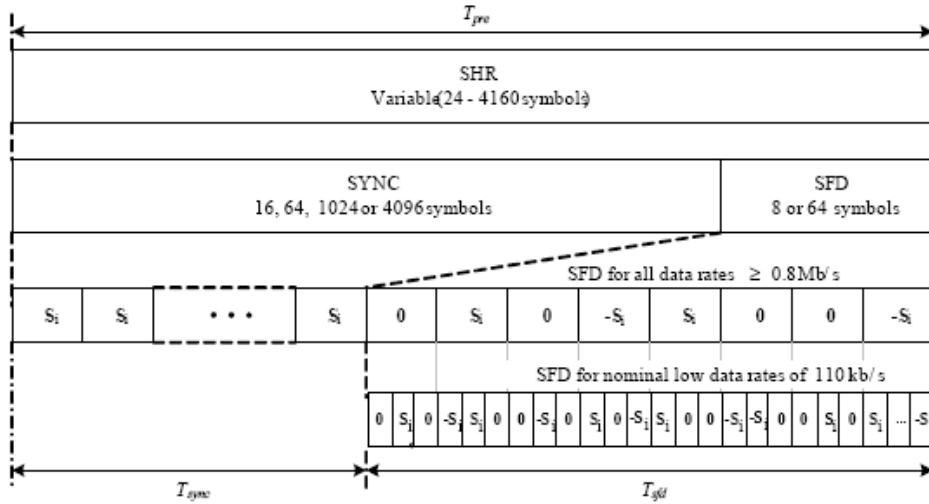 T_pre
SHR
Variable(24 - 4160 symbols)
SYNC
16, 64, 1024 or 4096 symbols
SFD
8 or 64 symbols
SFD for all data rates ≥ 0.8Mb/s
S_i S_i • • • S_i 0 S_i 0 -S_i S_i 0 0 -S_i
SFD for nominal low data rates of 110 kb/s
0 S_i 0 -S_i S_i 0 0 -S_i 0 S_i 0 -S_i S_i 0 0 -S_i -S_i 0 0 S_i 0 S_i ... -S
T_sync T_sfd